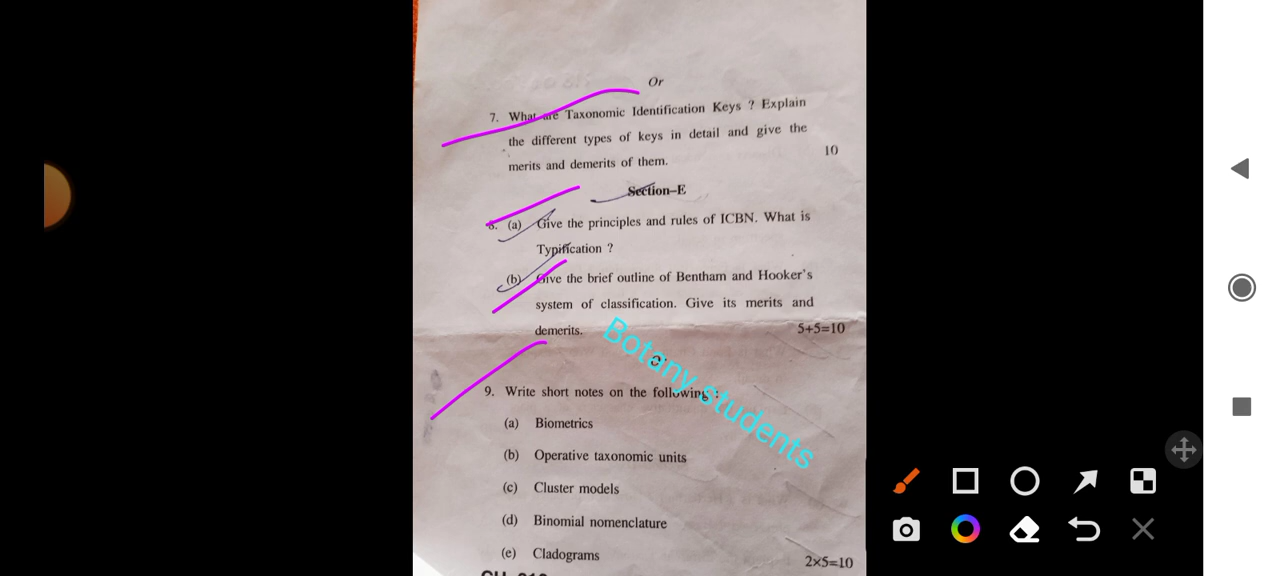 Or
7. What are Taxonomic Identification Keys ? Explain
the different types of keys in detail and give the
merits and demerits of them.
10
Section–E
8. (a) Give the principles and rules of ICBN. What is
Typification ?
(b) Give the brief outline of Bentham and Hooker's
system of classification. Give its merits and
demerits.
5+5=10
9. Write short notes on the following :
(a) Biometrics
(b) Operative taxonomic units
(c) Cluster models
(d) Binomial nomenclature
(e) Cladograms
2×5=10
Botany students